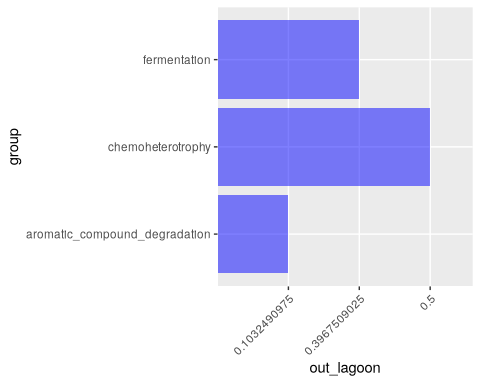 fermentation
chemoheterotrophy
aromatic_compound_degradation
group
0.1032490975
0.3967509025
0.5
out_lagoon